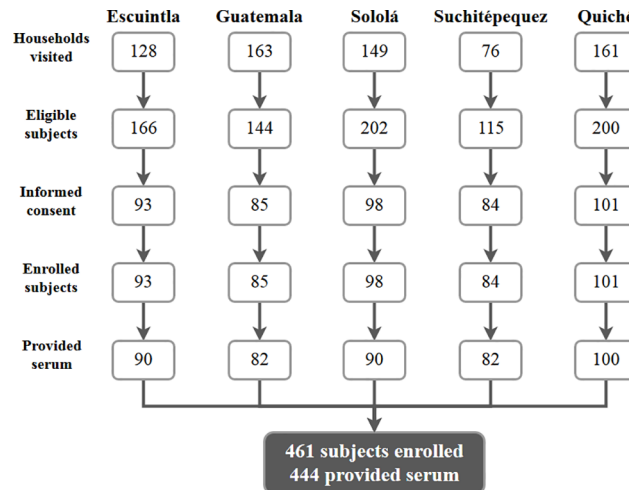 Escuintla Guatemala Sololá Suchitépequez Quiché
Households
visited
128 163 149 76 161
Eligible
subjects
166 144 202 115 200
Informed
consent
93 85 98 84 101
Enrolled
subjects
93 85 98 84 101
Provided
serum
90 82 90 82 100
461 subjects enrolled
444 provided serum